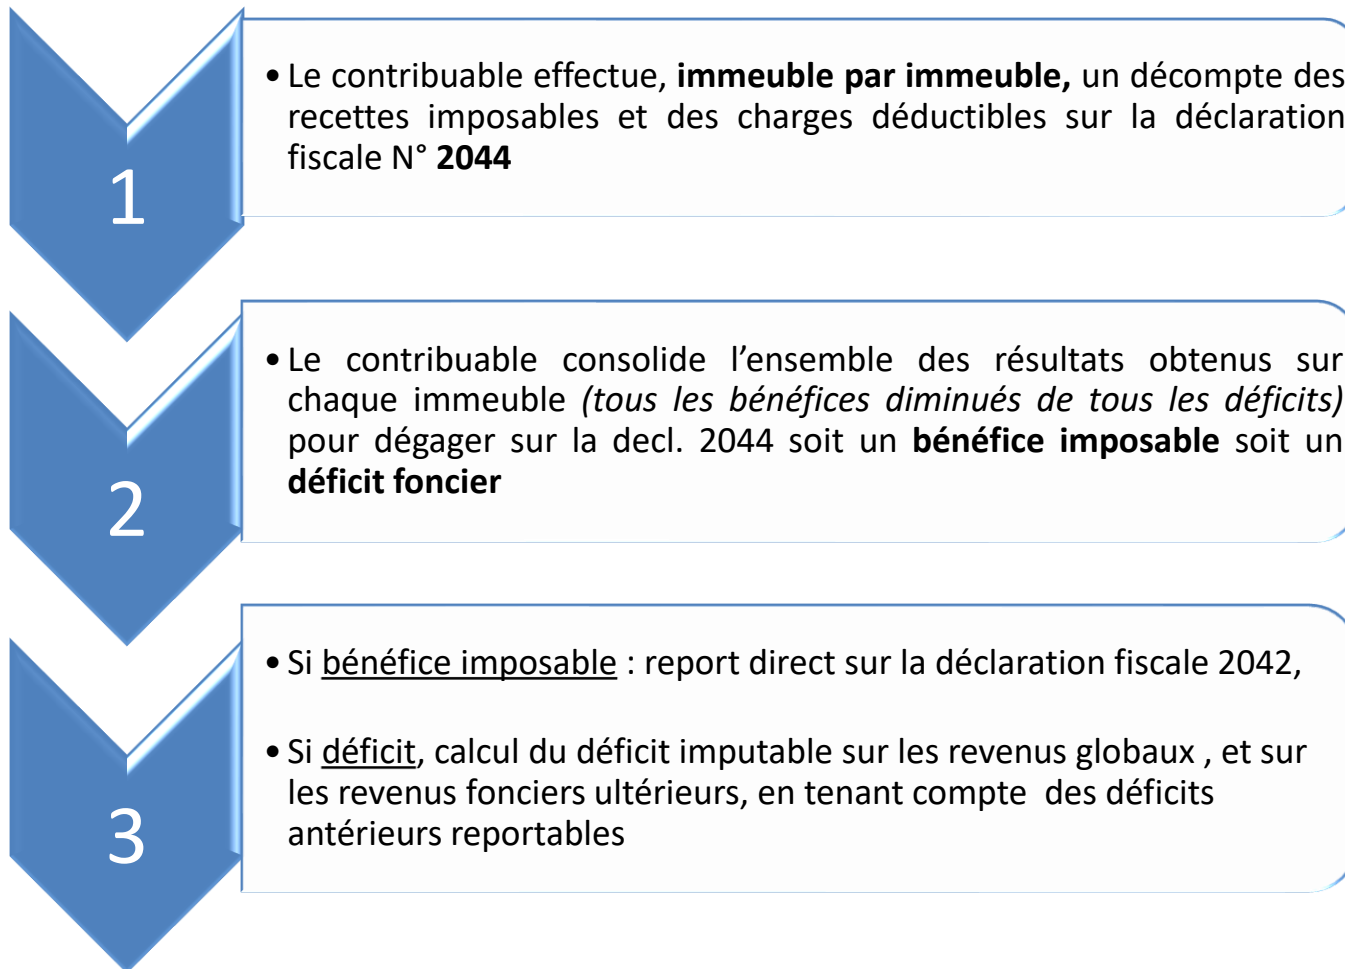 1
• Le contribuable effectue, immeuble par immeuble, un décompte des
recettes imposables et des charges déductibles sur la déclaration
fiscale N° 2044
2
• Le contribuable consolide l’ensemble des résultats obtenus sur
chaque immeuble (tous les bénéfices diminués de tous les déficits)
pour dégager sur la decl. 2044 soit un bénéfice imposable soit un
déficit foncier
3
• Si bénéfice imposable : report direct sur la déclaration fiscale 2042,
• Si déficit, calcul du déficit imputable sur les revenus globaux , et sur
les revenus fonciers ultérieurs, en tenant compte  des déficits
antérieurs reportables